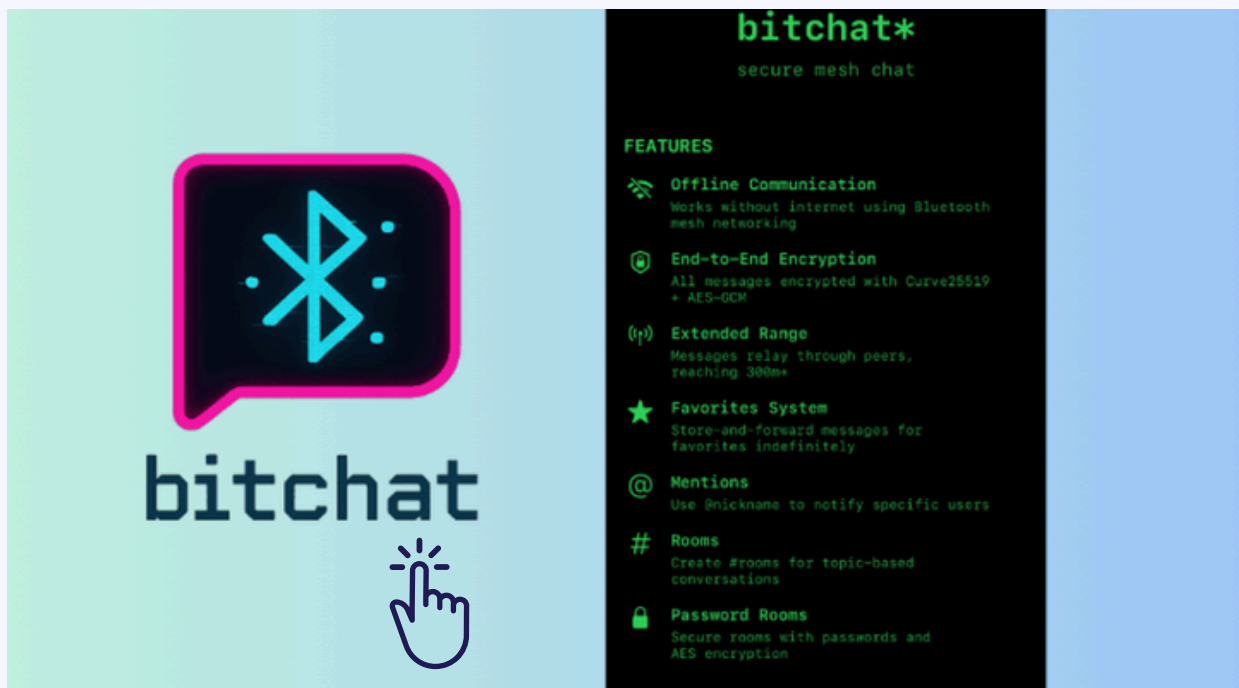 bitchat
bitchat*
secure mesh chat
FEATURES
Offline Communication
Works without internet using Bluetooth
mesh networking
End-to-End Encryption
All messages encrypted with Curve25519
+ AES-GCM
Extended Range
Messages relay through peers,
reaching 300m+
Favorites System
Store-and-forward messages for
favorites indefinitely
@ Mentions
Use @nickname to notify specific users
# Rooms
Create #rooms for topic-based
conversations
Password Rooms
Secure rooms with passwords and
AES encryption